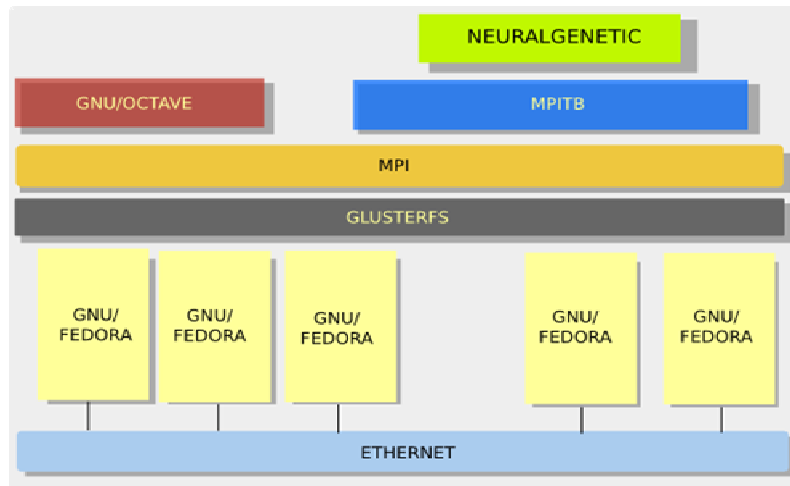 NEURALGENETIC
GNU/OCTAVE
MPITB
MPI
GLUSTERFS
GNU/
FEDORA
GNU/
FEDORA
GNU/
FEDORA
GNU/
FEDORA
GNU/
FEDORA
ETHERNET